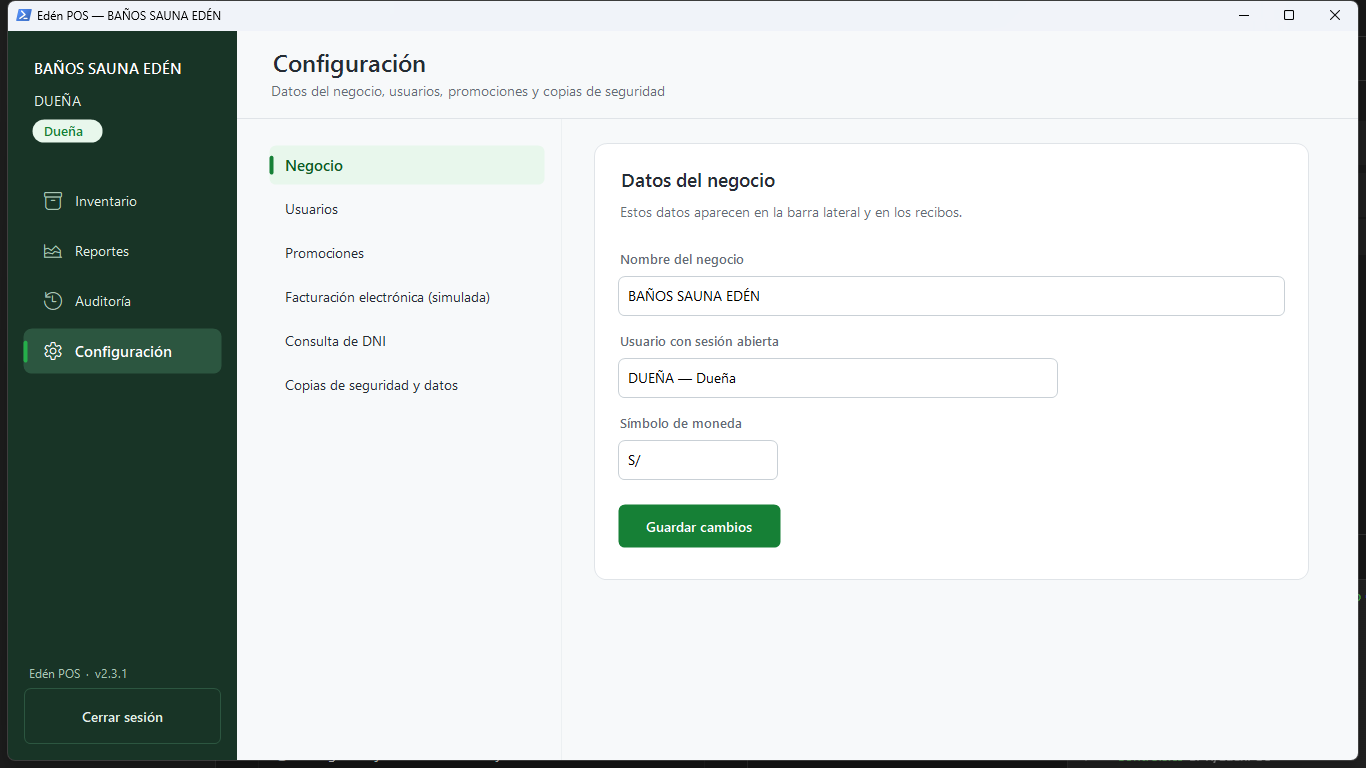 Edén POS — BAÑOS SAUNA EDÉN
BAÑOS SAUNA EDÉN
DUEÑA
Dueña
Inventario
Reportes
Auditoría
Configuración
Edén POS · v2.3.1
Cerrar sesión
Configuración
Datos del negocio, usuarios, promociones y copias de seguridad
Negocio
Usuarios
Promociones
Facturación electrónica (simulada)
Consulta de DNI
Copias de seguridad y datos
Datos del negocio
Estos datos aparecen en la barra lateral y en los recibos.
Nombre del negocio
BAÑOS SAUNA EDÉN
Usuario con sesión abierta
DUEÑA — Dueña
Símbolo de moneda
S/
Guardar cambios